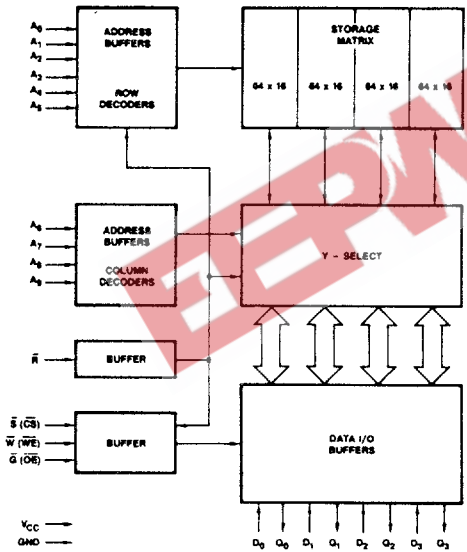 A0
A1
A2
A3
A4
A5
ADDRESS
BUFFERS
ROW
DECODERS
STORAGE
MATRIX
64 x 16
64 x 16
64 x 16
64 x 16
A6
A7
A8
A9
ADDRESS
BUFFERS
COLUMN
DECODERS
Y - SELECT
R̅
BUFFER
S̅ (C̅S̅)
W̅ (W̅E̅)
G̅ (O̅E̅)
BUFFER
DATA I/O
BUFFERS
VCC
GND
D0 Q0 D1 Q1 D2 Q2 D3 Q3
EEPW